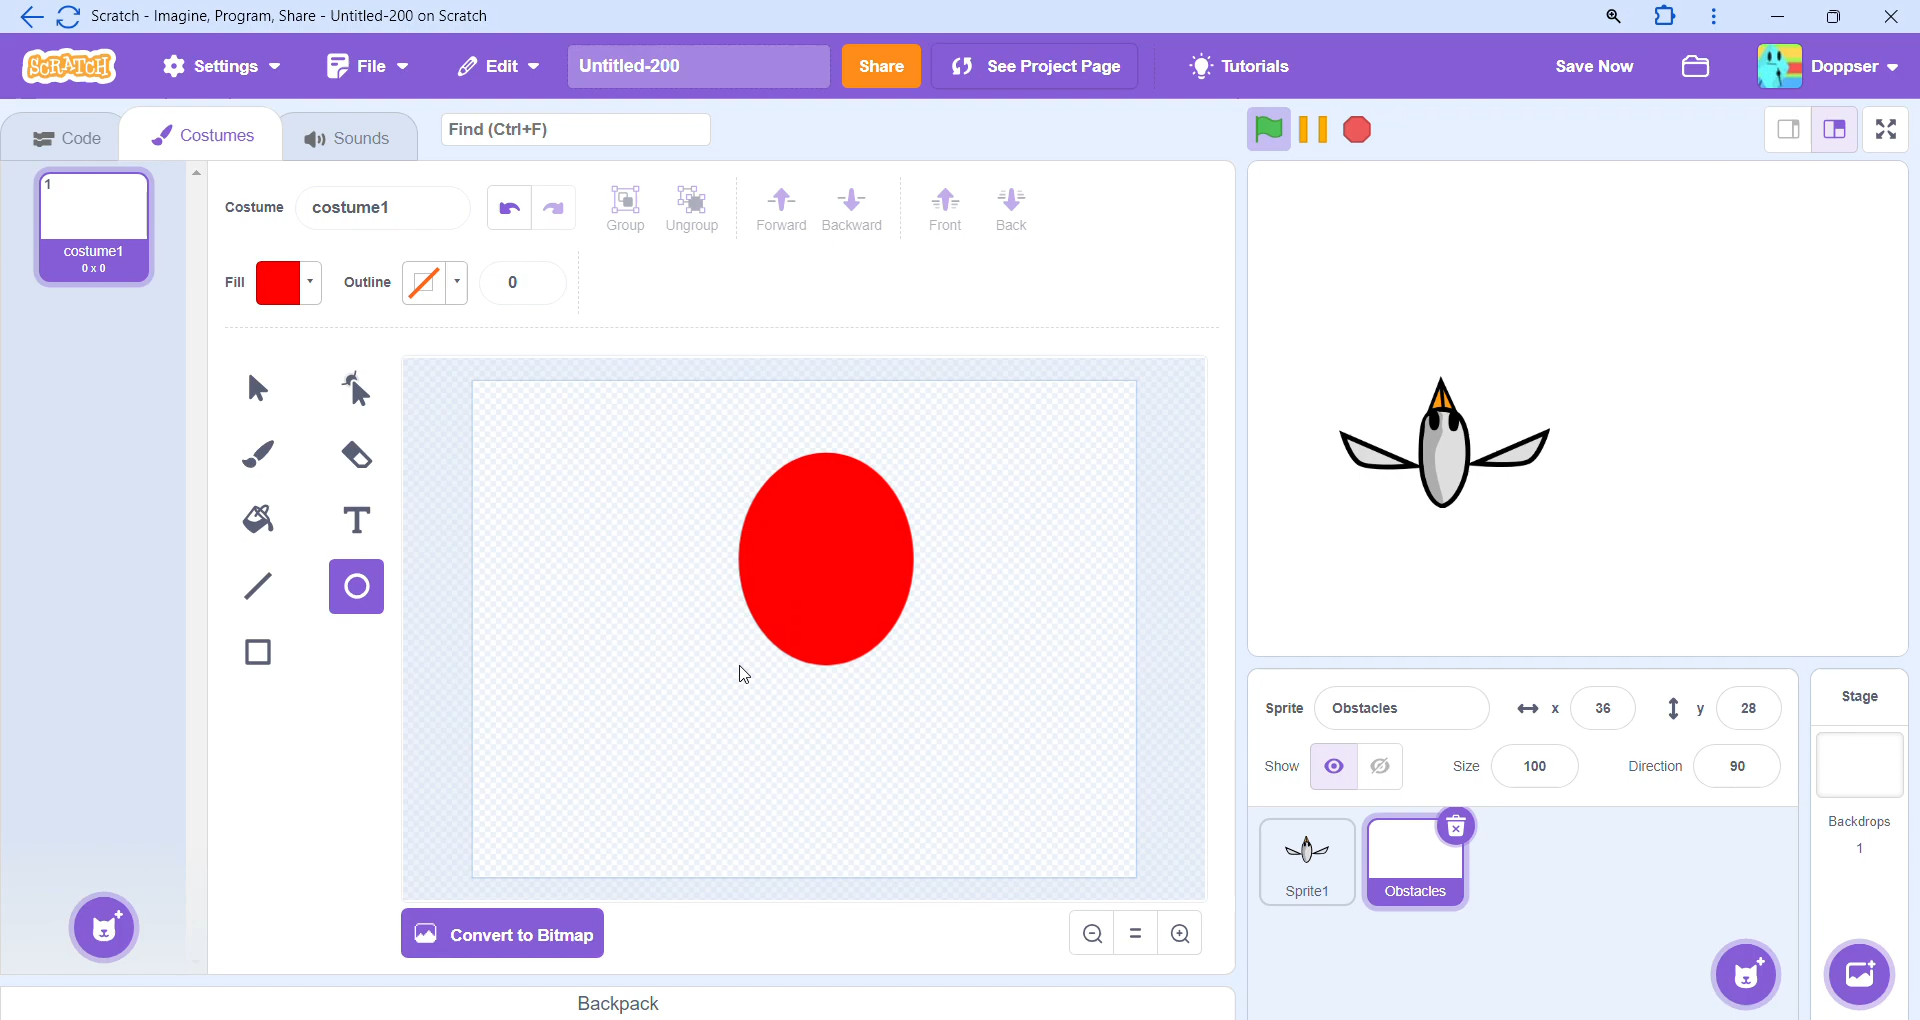 Scratch - Imagine, Program, Share - Untitled-200 on Scratch
SCRATCH Settings File Edit Untitled-200 Share See Project Page Tutorials Save Now Doppser
Code Costumes Sounds Find (Ctrl+F)
1
costume1
0 x 0
Costume costume1 Group Ungroup Forward Backward Front Back
Fill Outline 0
T
Convert to Bitmap
Backpack
Sprite Obstacles x 36 y 28
Show Size 100 Direction 90
Sprite1 Obstacles
Stage
Backdrops
1